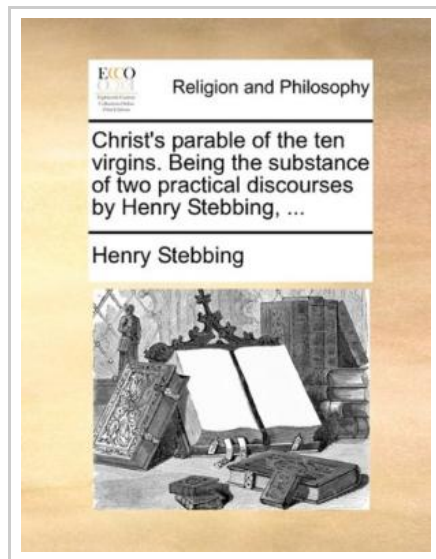 ECCO
Religion and Philosophy
Christ's parable of the ten
virgins. Being the substance
of two practical discourses
by Henry Stebbing, ...
Henry Stebbing